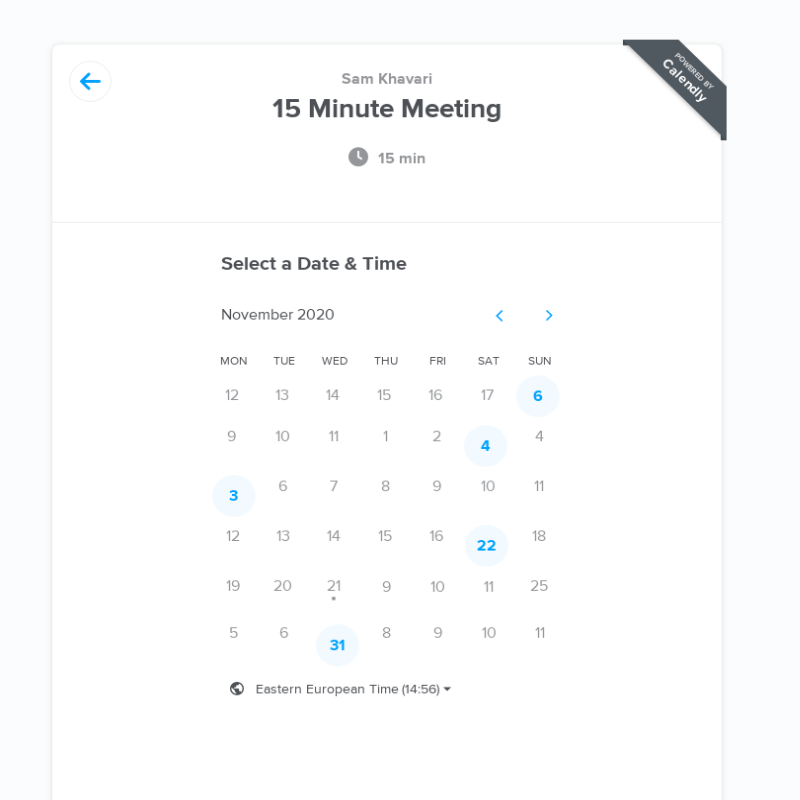 POWERED BY
Calendly
Sam Khavari
15 Minute Meeting
15 min
Select a Date & Time
November 2020
MON TUE WED THU FRI SAT SUN
12 13 14 15 16 17 6
9 10 11 1 2 4 4
3 6 7 8 9 10 11
12 13 14 15 16 22 18
19 20 21 9 10 11 25
5 6 31 8 9 10 11
Eastern European Time (14:56)